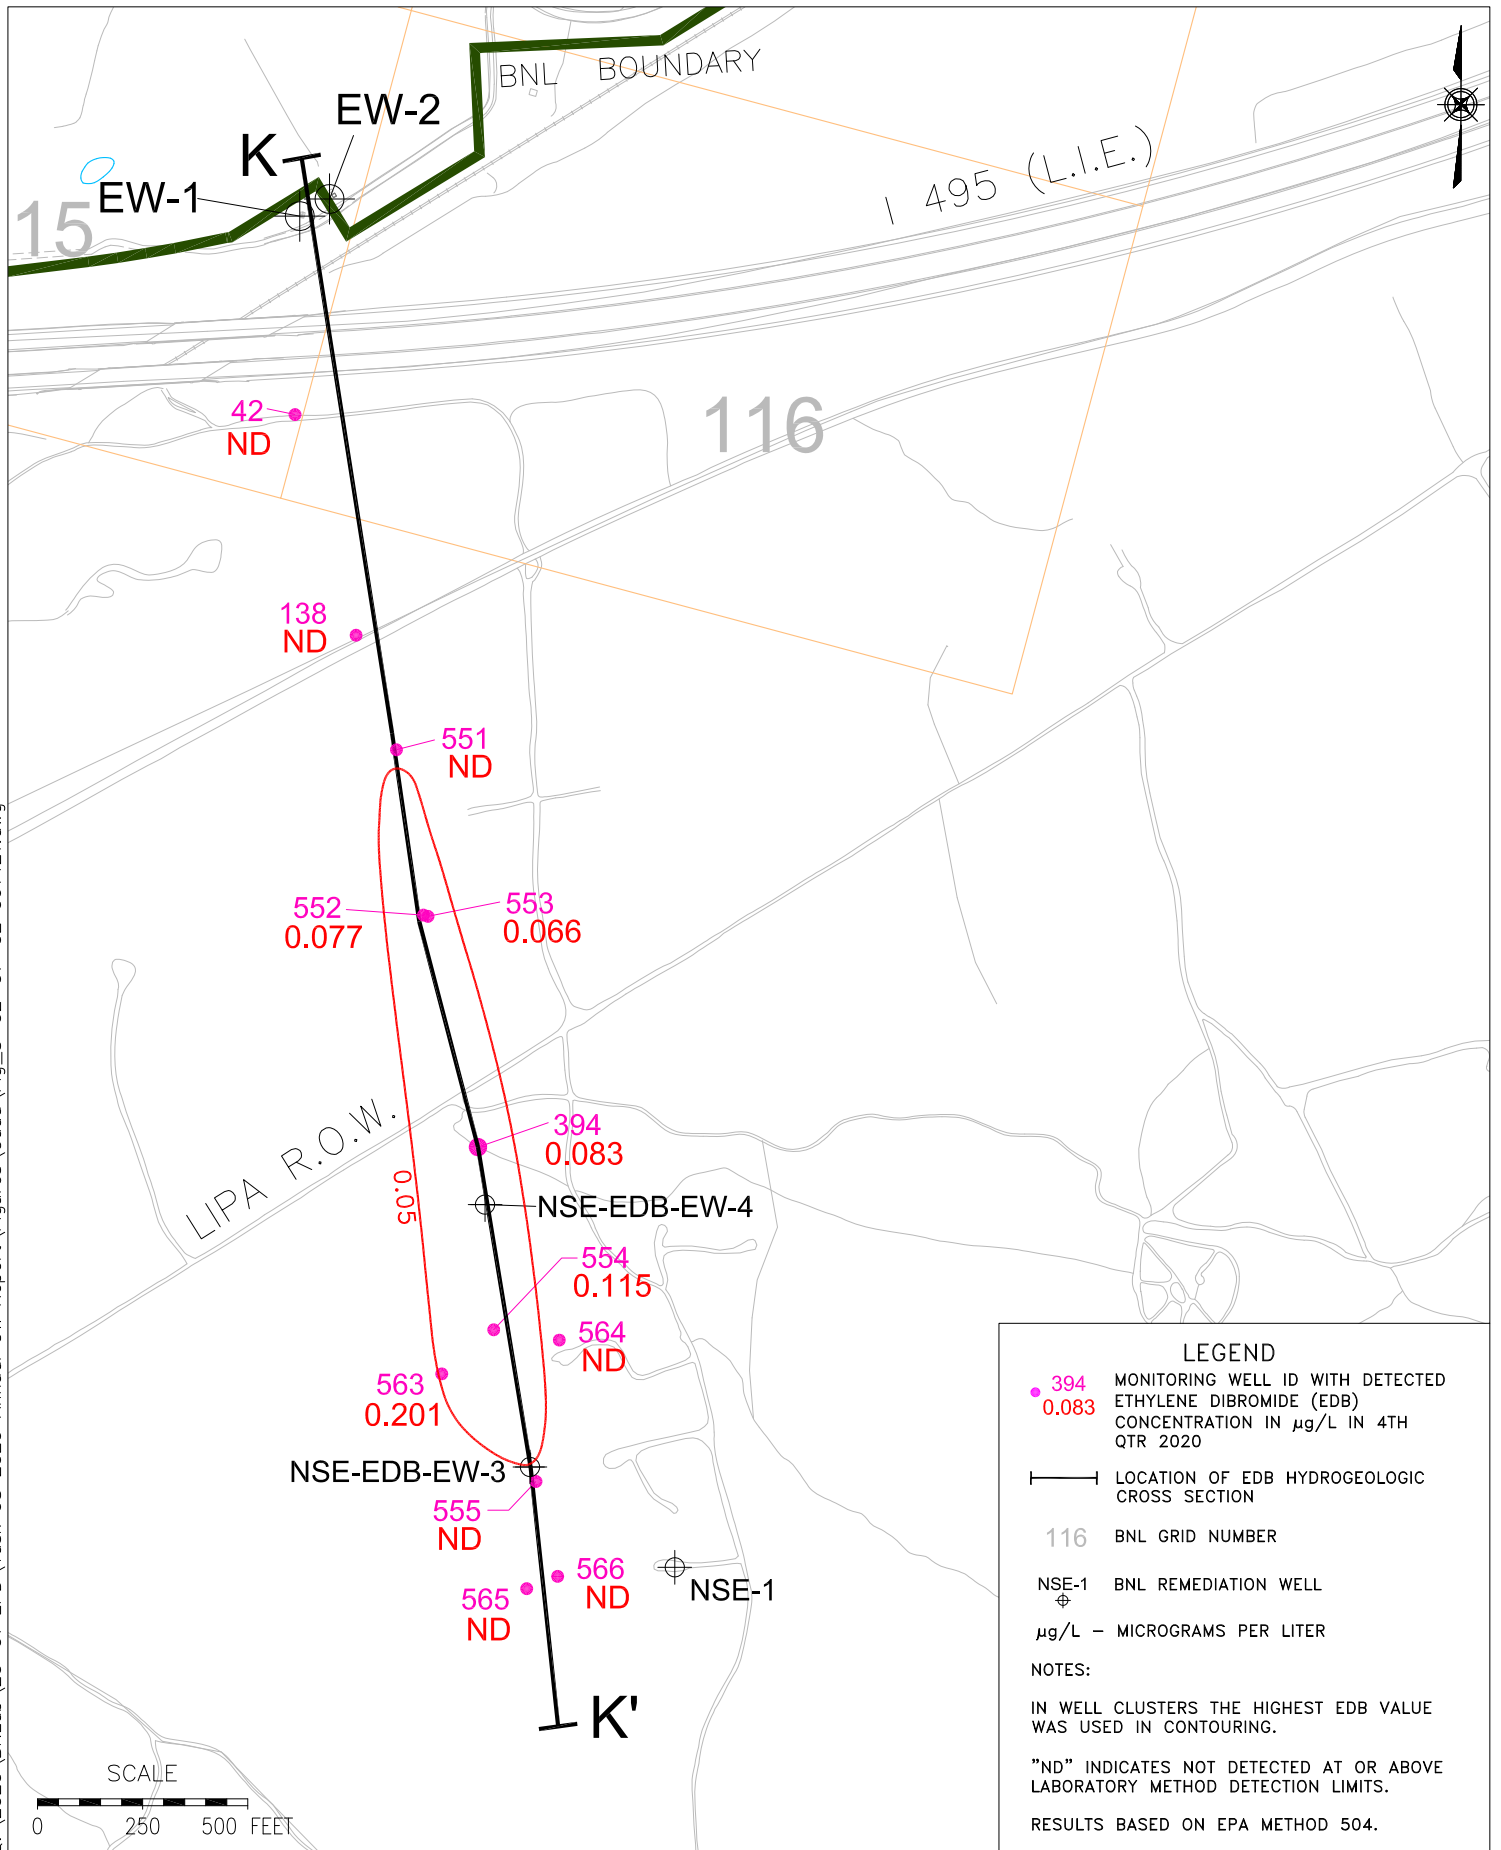 BNL BOUNDARY
EW-2
K
EW-1
15
I 495 (L.I.E.)
42
ND
116
138
ND
551
ND
552
0.077
553
0.066
394
0.083
LIPA R.O.W.
0.05
NSE-EDB-EW-4
554
0.115
564
ND
563
0.201
NSE-EDB-EW-3
555
ND
566
ND
565
ND
NSE-1
K'
SCALE
0 250 500 FEET
LEGEND
394
0.083
MONITORING WELL ID WITH DETECTED
ETHYLENE DIBROMIDE (EDB)
CONCENTRATION IN µg/L IN 4TH
QTR 2020
LOCATION OF EDB HYDROGEOLOGIC
CROSS SECTION
116 BNL GRID NUMBER
NSE-1 BNL REMEDIATION WELL
µg/L – MICROGRAMS PER LITER
NOTES:
IN WELL CLUSTERS THE HIGHEST EDB VALUE
WAS USED IN CONTOURING.
"ND" INDICATES NOT DETECTED AT OR ABOVE
LABORATORY METHOD DETECTION LIMITS.
RESULTS BASED ON EPA METHOD 504.